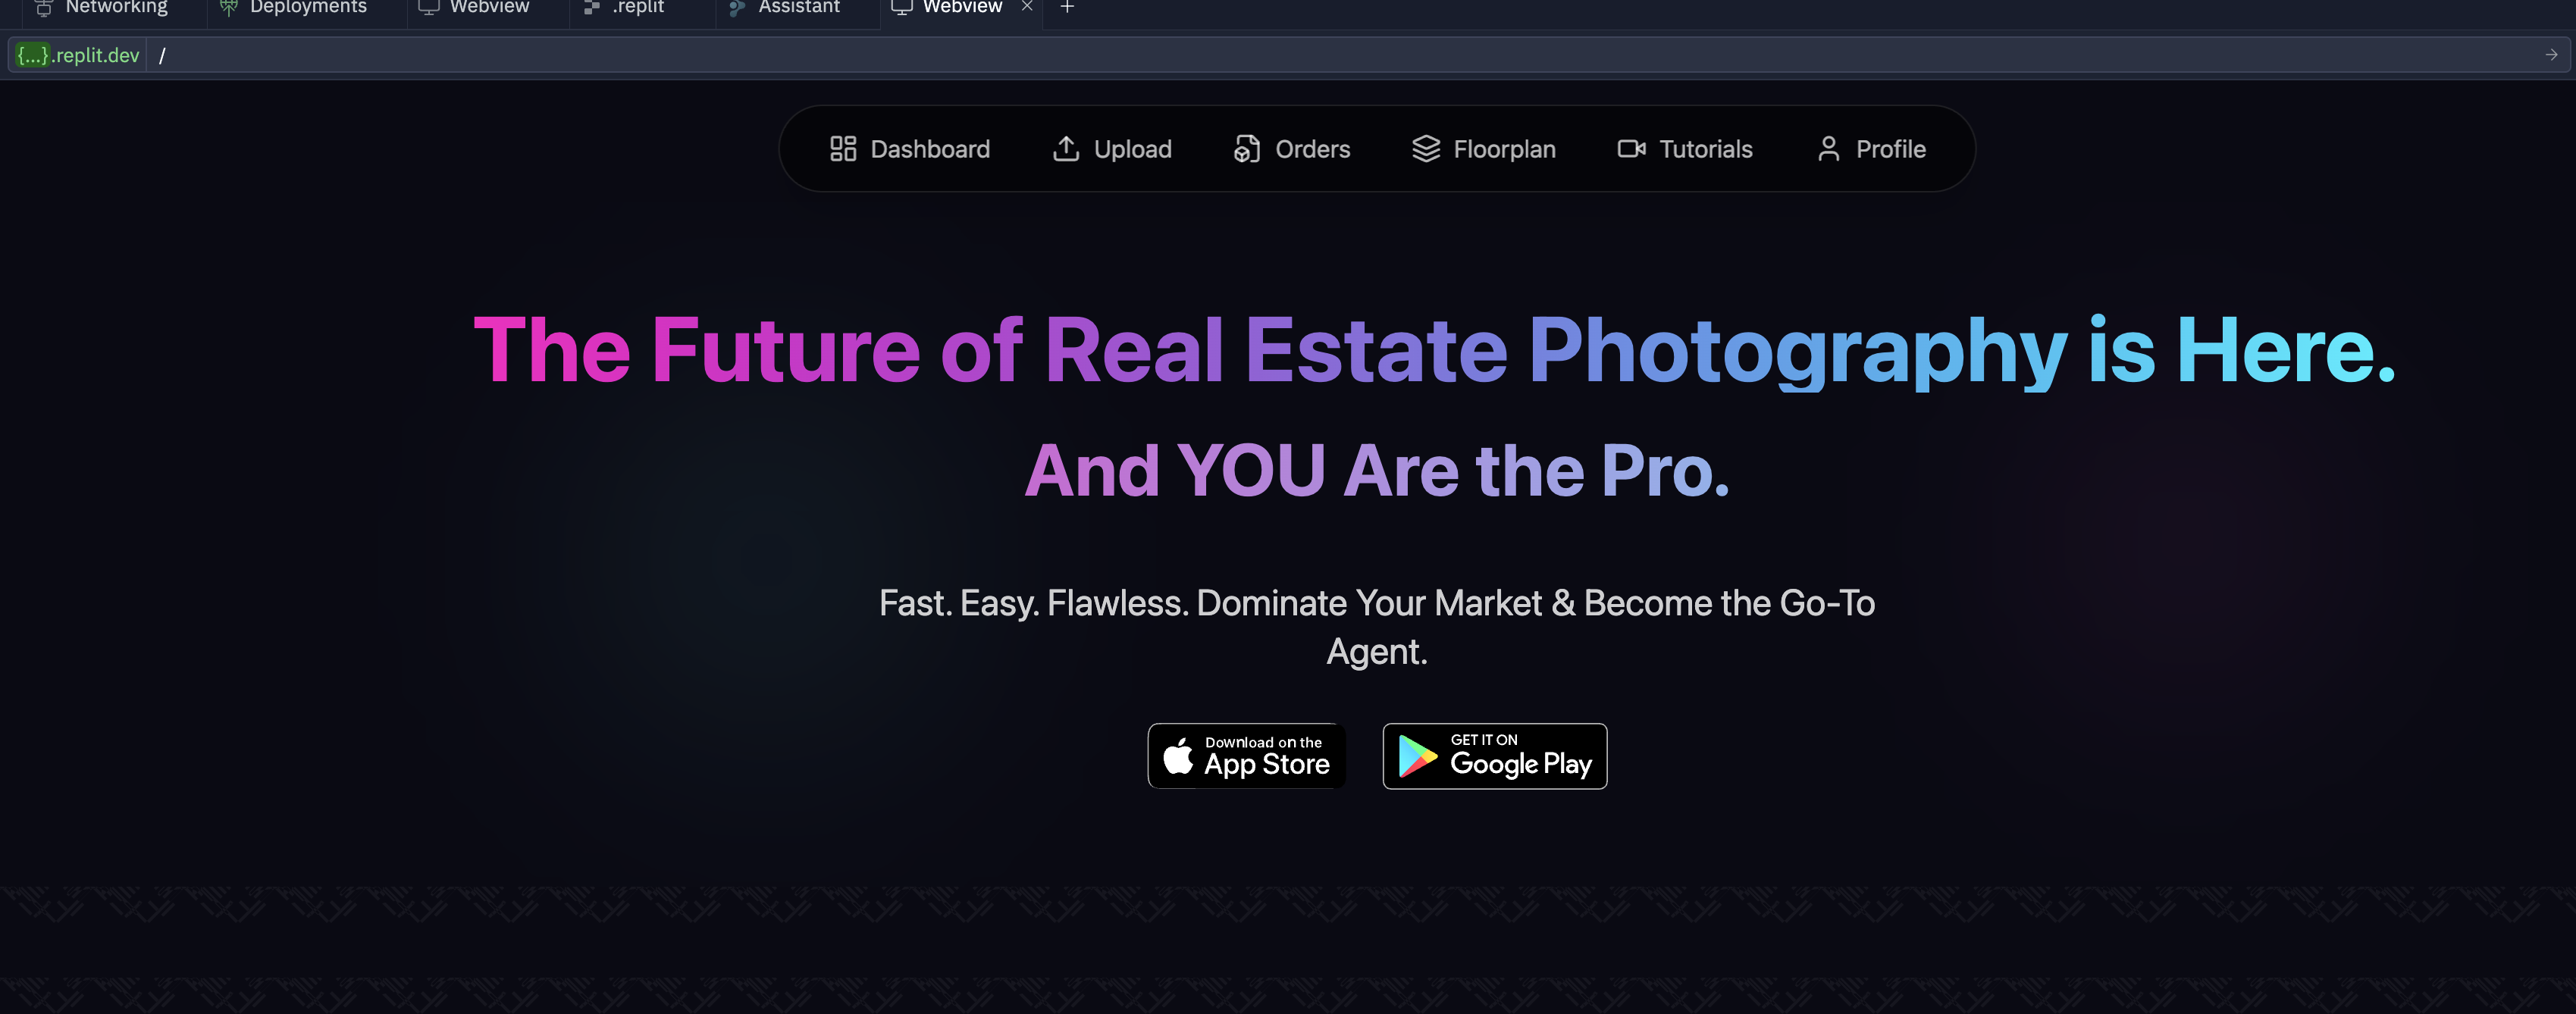 Networking Deployments Webview .replit Assistant Webview
{...}.replit.dev /
Dashboard Upload Orders Floorplan Tutorials Profile
The Future of Real Estate Photography is Here.
And YOU Are the Pro.
Fast. Easy. Flawless. Dominate Your Market & Become the Go-To
Agent.
Download on the
App Store
GET IT ON
Google Play